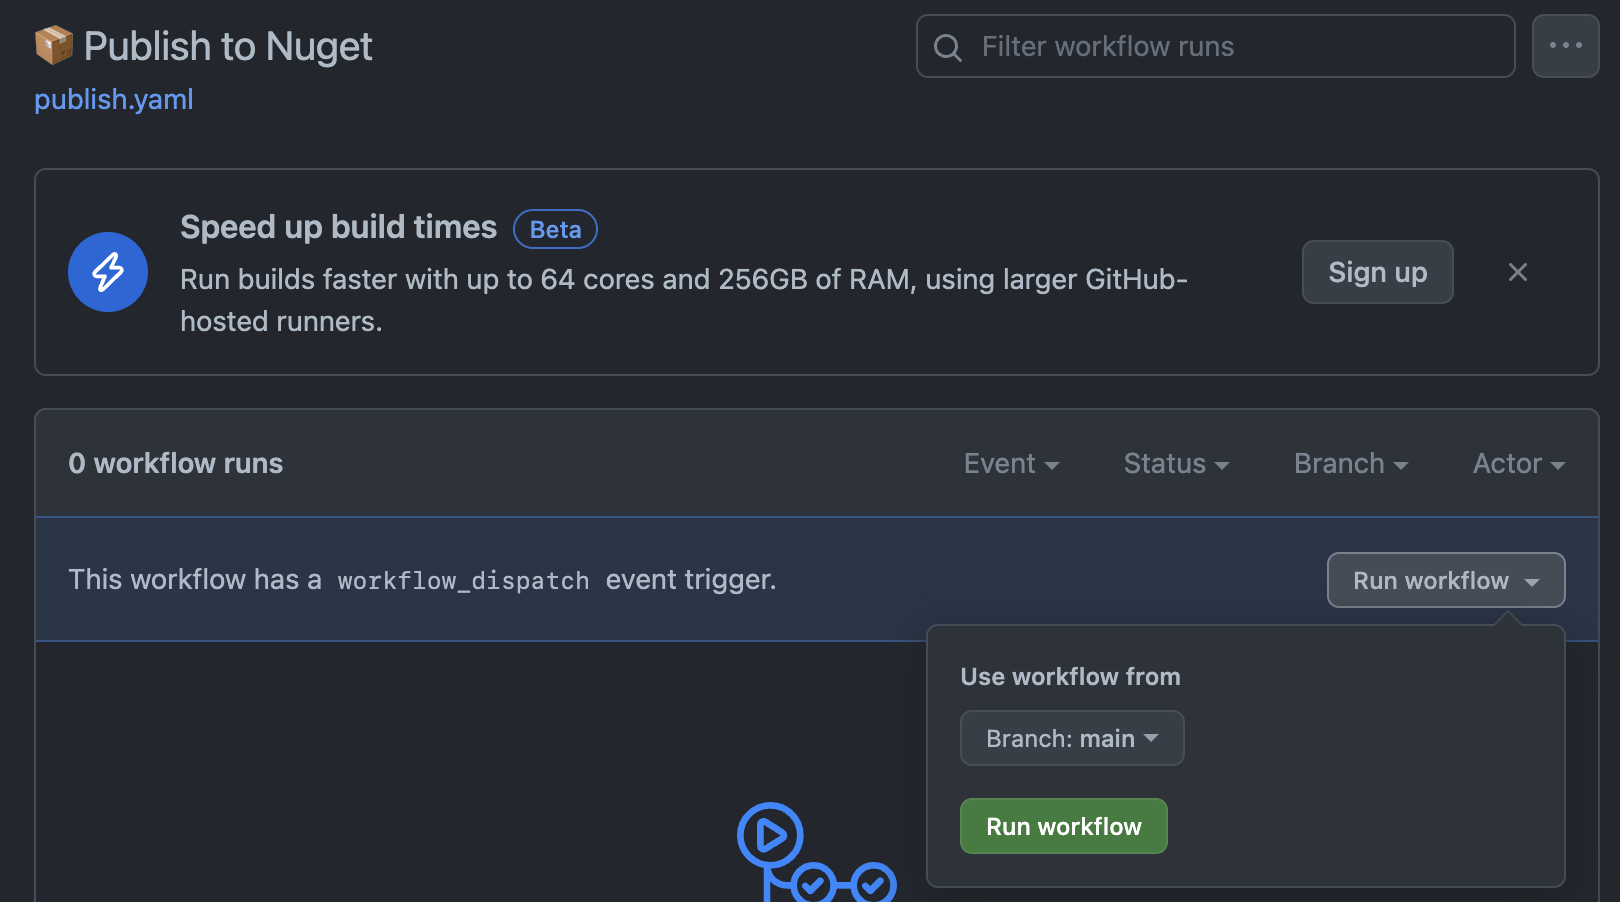 Publish to Nuget
Filter workflow runs
publish.yaml
Speed up build times Beta
Run builds faster with up to 64 cores and 256GB of RAM, using larger GitHub-
hosted runners.
Sign up
0 workflow runs
Event
Status
Branch
Actor
This workflow has a workflow_dispatch event trigger.
Run workflow
Use workflow from
Branch: main
Run workflow